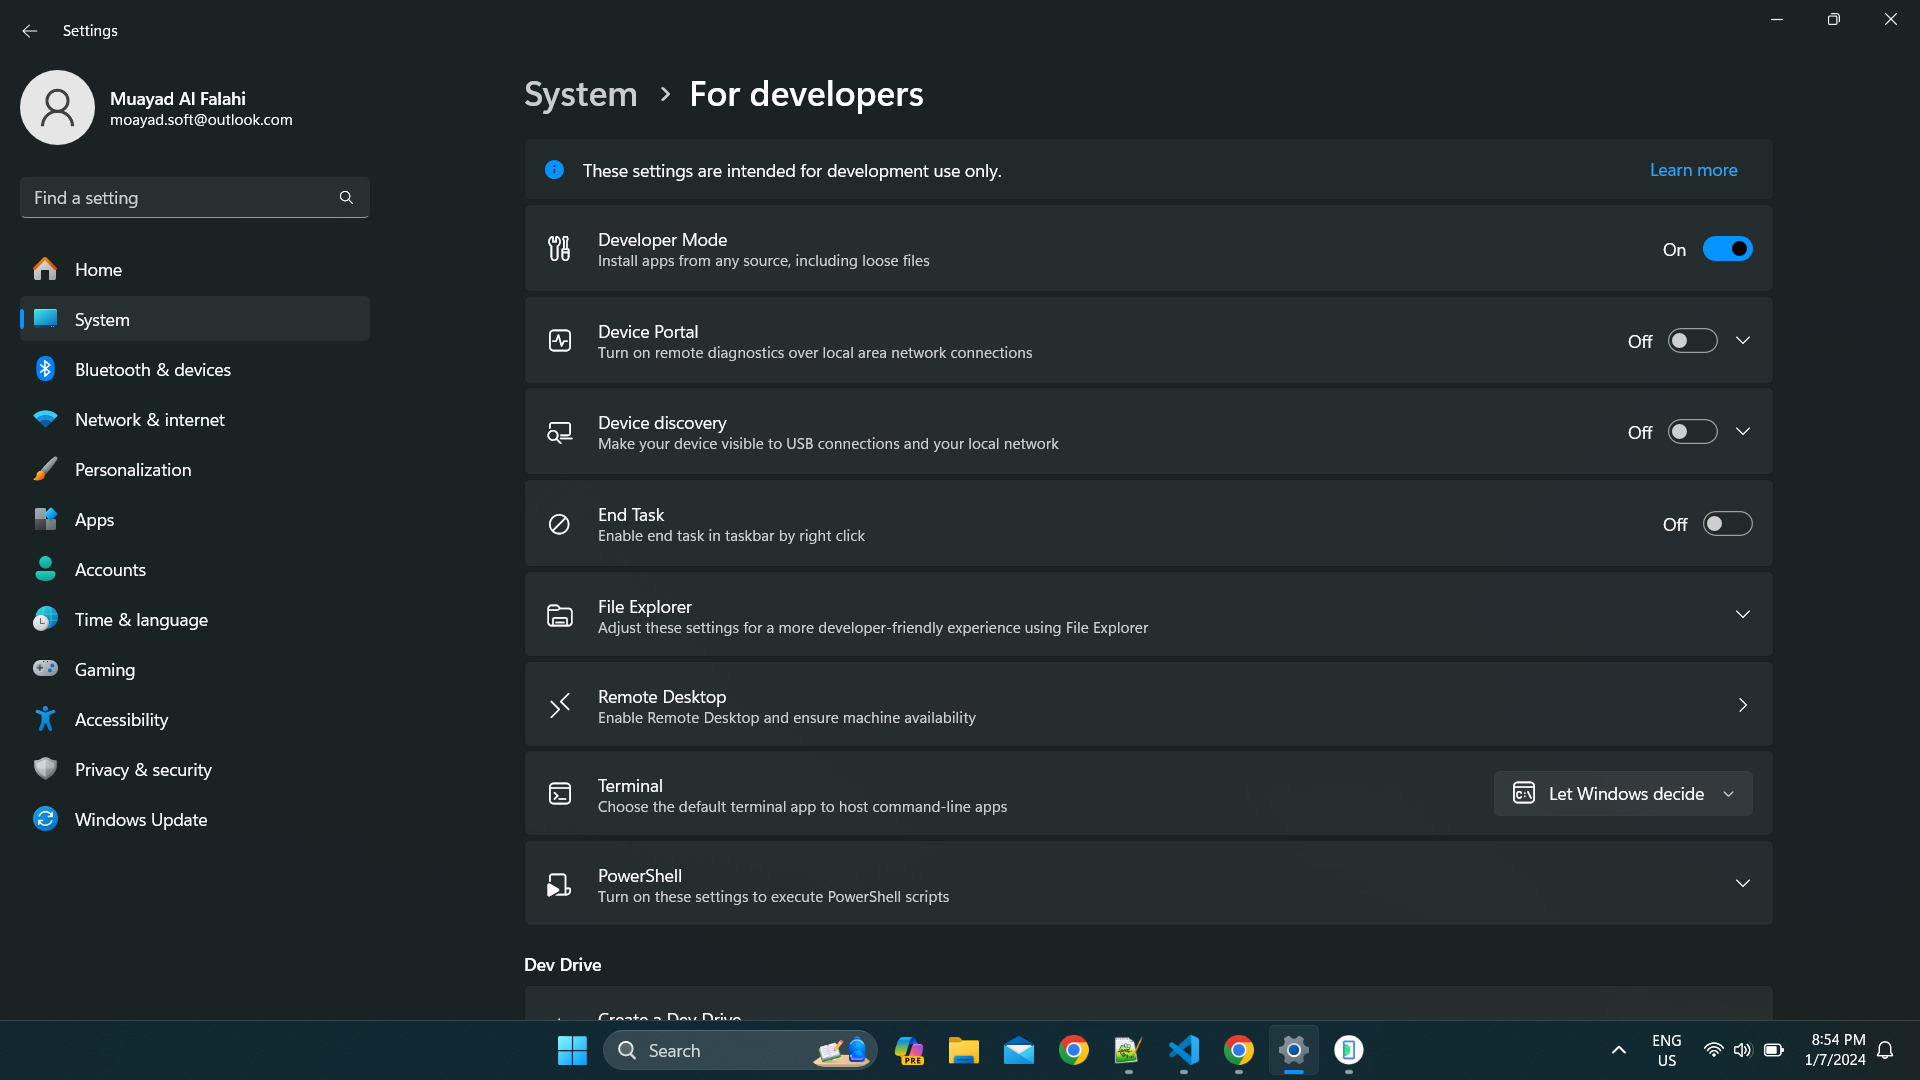 Settings
Muayad Al Falahi
moayad.soft@outlook.com
Find a setting
Home
System
Bluetooth & devices
Network & internet
Personalization
Apps
Accounts
Time & language
Gaming
Accessibility
Privacy & security
Windows Update
System > For developers
These settings are intended for development use only.
Learn more
Developer Mode
Install apps from any source, including loose files
On
Device Portal
Turn on remote diagnostics over local area network connections
Off
Device discovery
Make your device visible to USB connections and your local network
Off
End Task
Enable end task in taskbar by right click
Off
File Explorer
Adjust these settings for a more developer-friendly experience using File Explorer
Remote Desktop
Enable Remote Desktop and ensure machine availability
Terminal
Choose the default terminal app to host command-line apps
C:\
Let Windows decide
PowerShell
Turn on these settings to execute PowerShell scripts
Dev Drive
Create a Dev Drive
Search
PRE
ENG
US
8:54 PM
1/7/2024